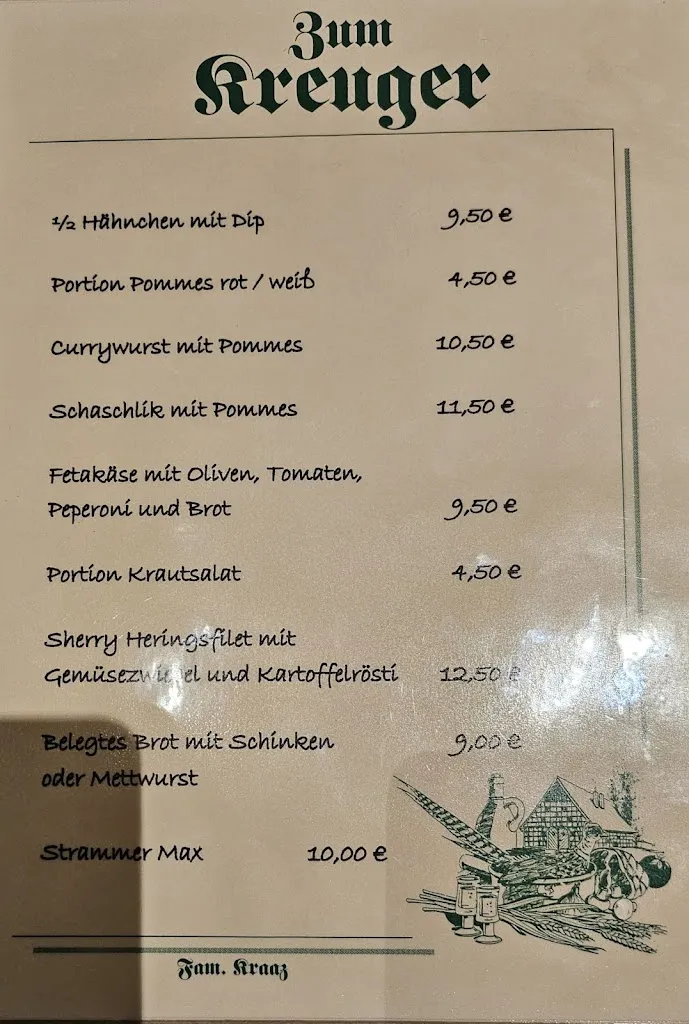 Zum
Kreuger
½ Hähnchen mit Dip 9,50 €
Portion Pommes rot / weiß 4,50 €
Currywurst mit Pommes 10,50 €
Schaschlik mit Pommes 11,50 €
Fetakäse mit Oliven, Tomaten,
Peperoni und Brot 9,50 €
Portion Krautsalat 4,50 €
Sherry Heringsfilet mit
Gemüsezwiebel und Kartoffelrösti 12,50 €
Belegtes Brot mit Schinken 9,00 €
oder Mettwurst
Strammer Max 10,00 €
Fam. Kraaz